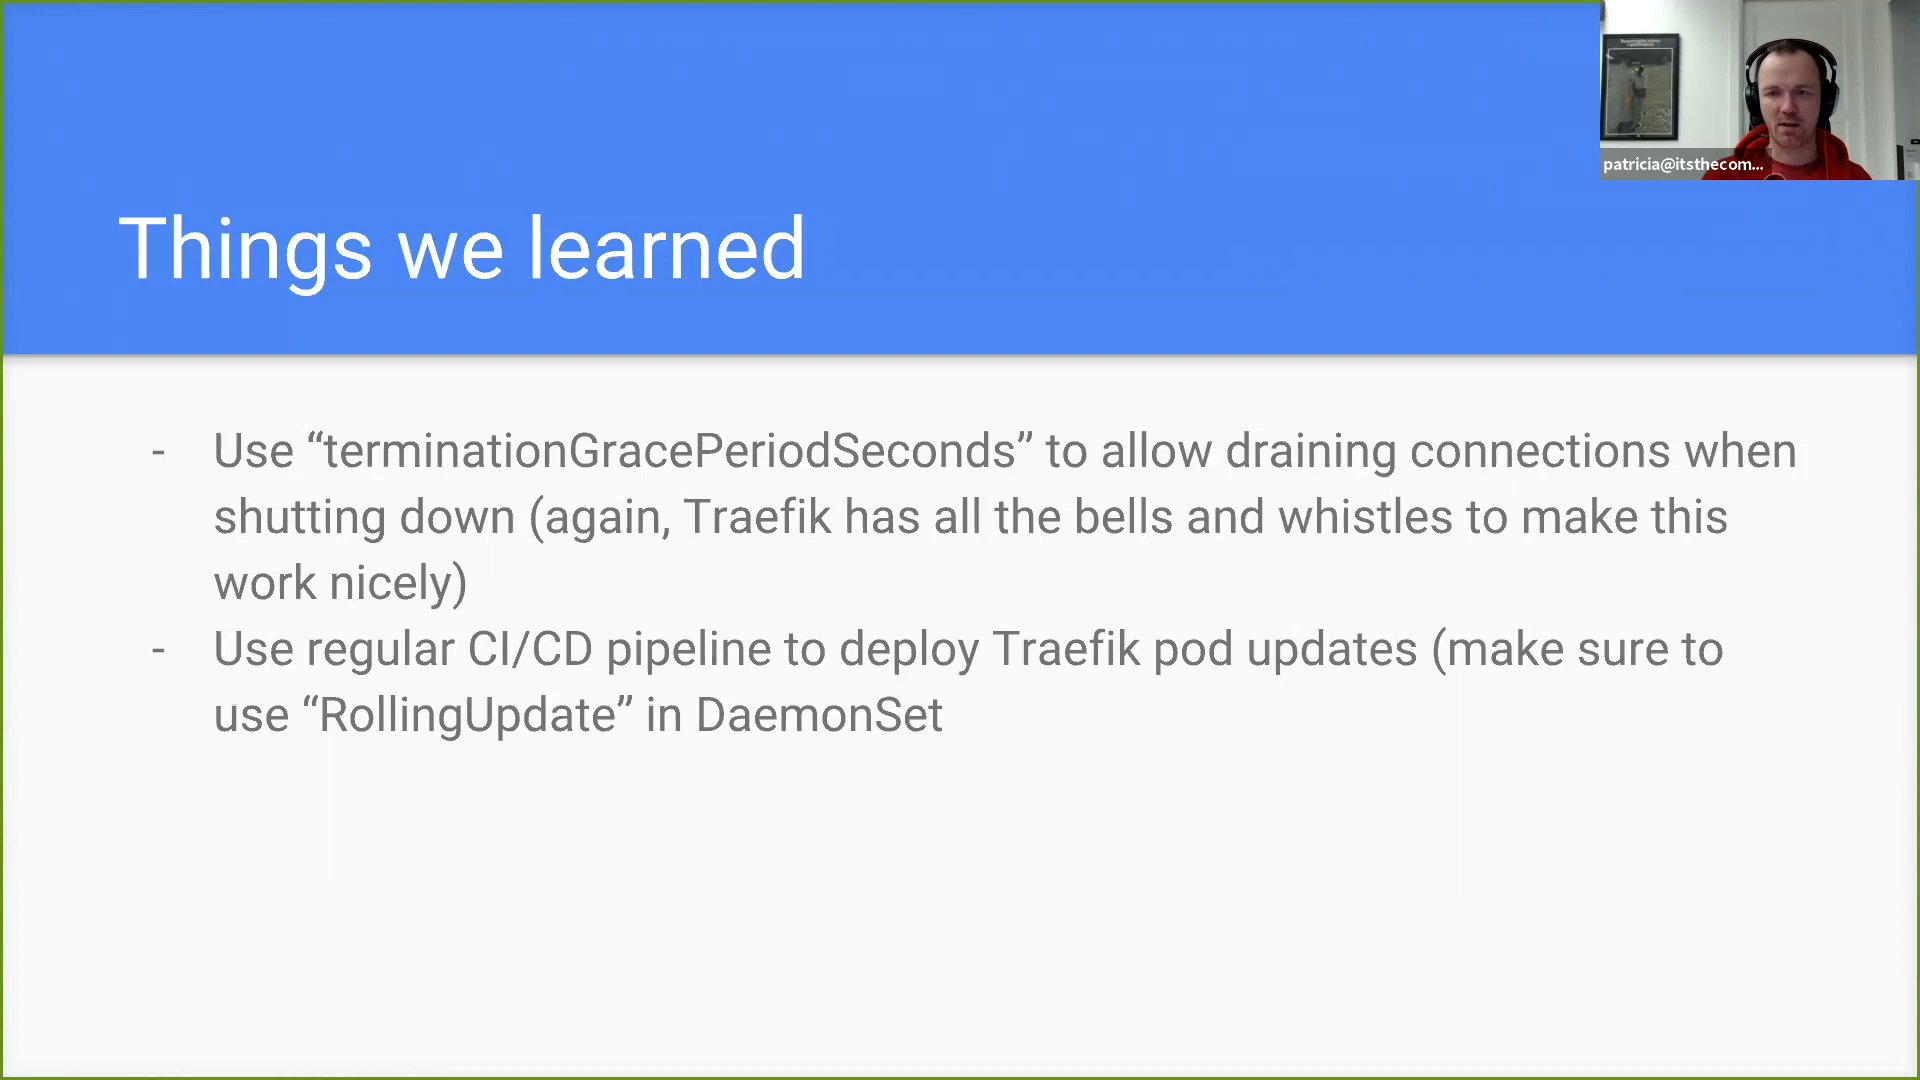 patricia@itsthecom...
Things we learned
- Use “terminationGracePeriodSeconds” to allow draining connections when
shutting down (again, Traefik has all the bells and whistles to make this
work nicely)
- Use regular CI/CD pipeline to deploy Traefik pod updates (make sure to
use “RollingUpdate” in DaemonSet